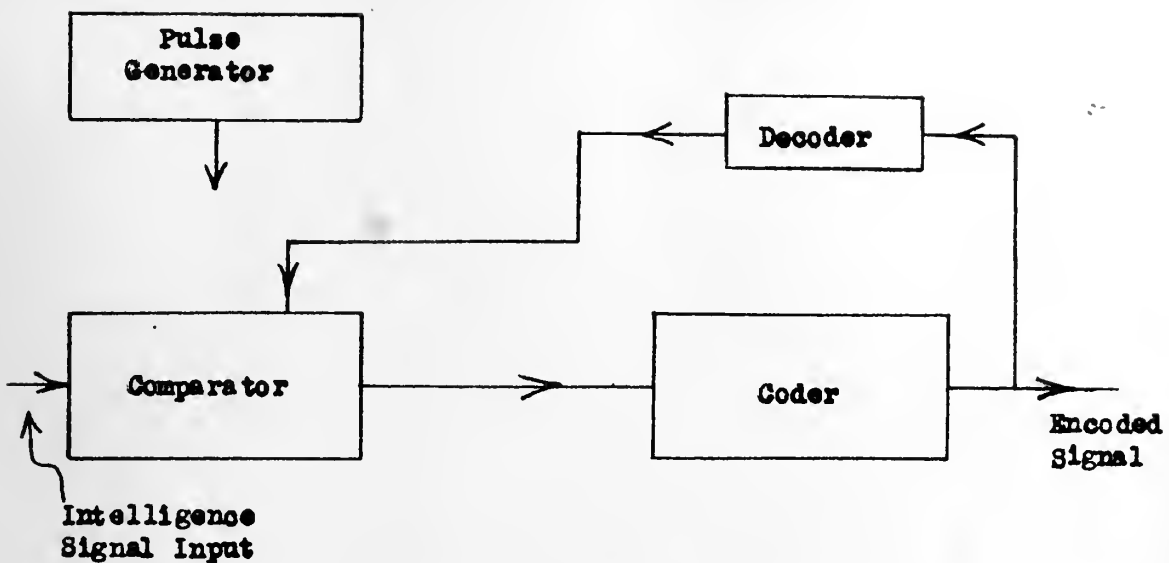 Pulse
Generator
Decoder
Comparator
Coder
Encoded
Signal
Intelligence
Signal Input